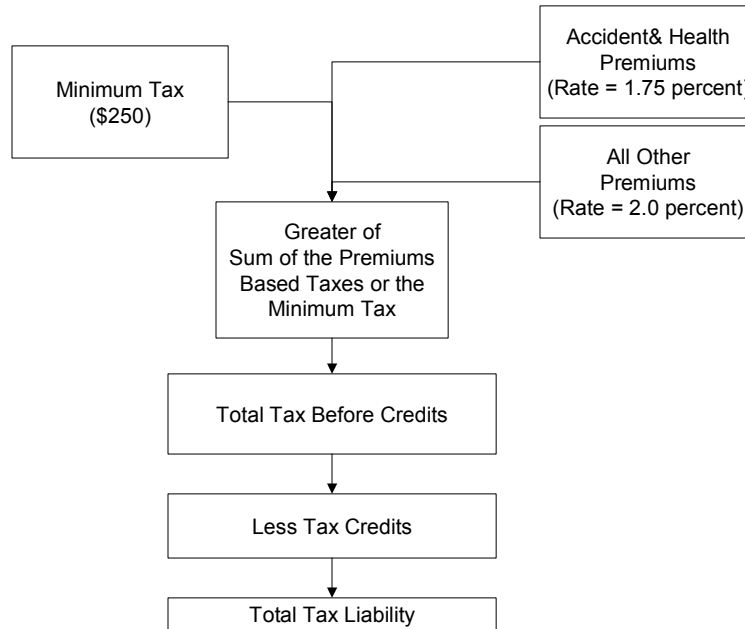 Minimum Tax
($250)
Accident& Health
Premiums
(Rate = 1.75 percent)
All Other
Premiums
(Rate = 2.0 percent)
Greater of
Sum of the Premiums
Based Taxes or the
Minimum Tax
Total Tax Before Credits
Less Tax Credits
Total Tax Liability